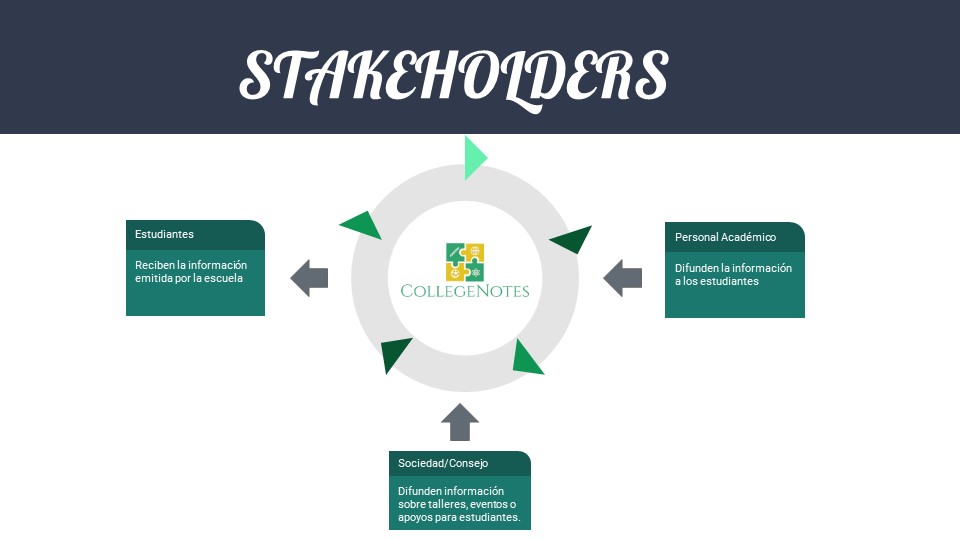 STAKEHOLDERS
Estudiantes
Reciben la información
emitida por la escuela
CollegeNotes
Personal Académico
Difunden la información
a los estudiantes
Sociedad/Consejo
Difunden información
sobre talleres, eventos o
apoyos para estudiantes.